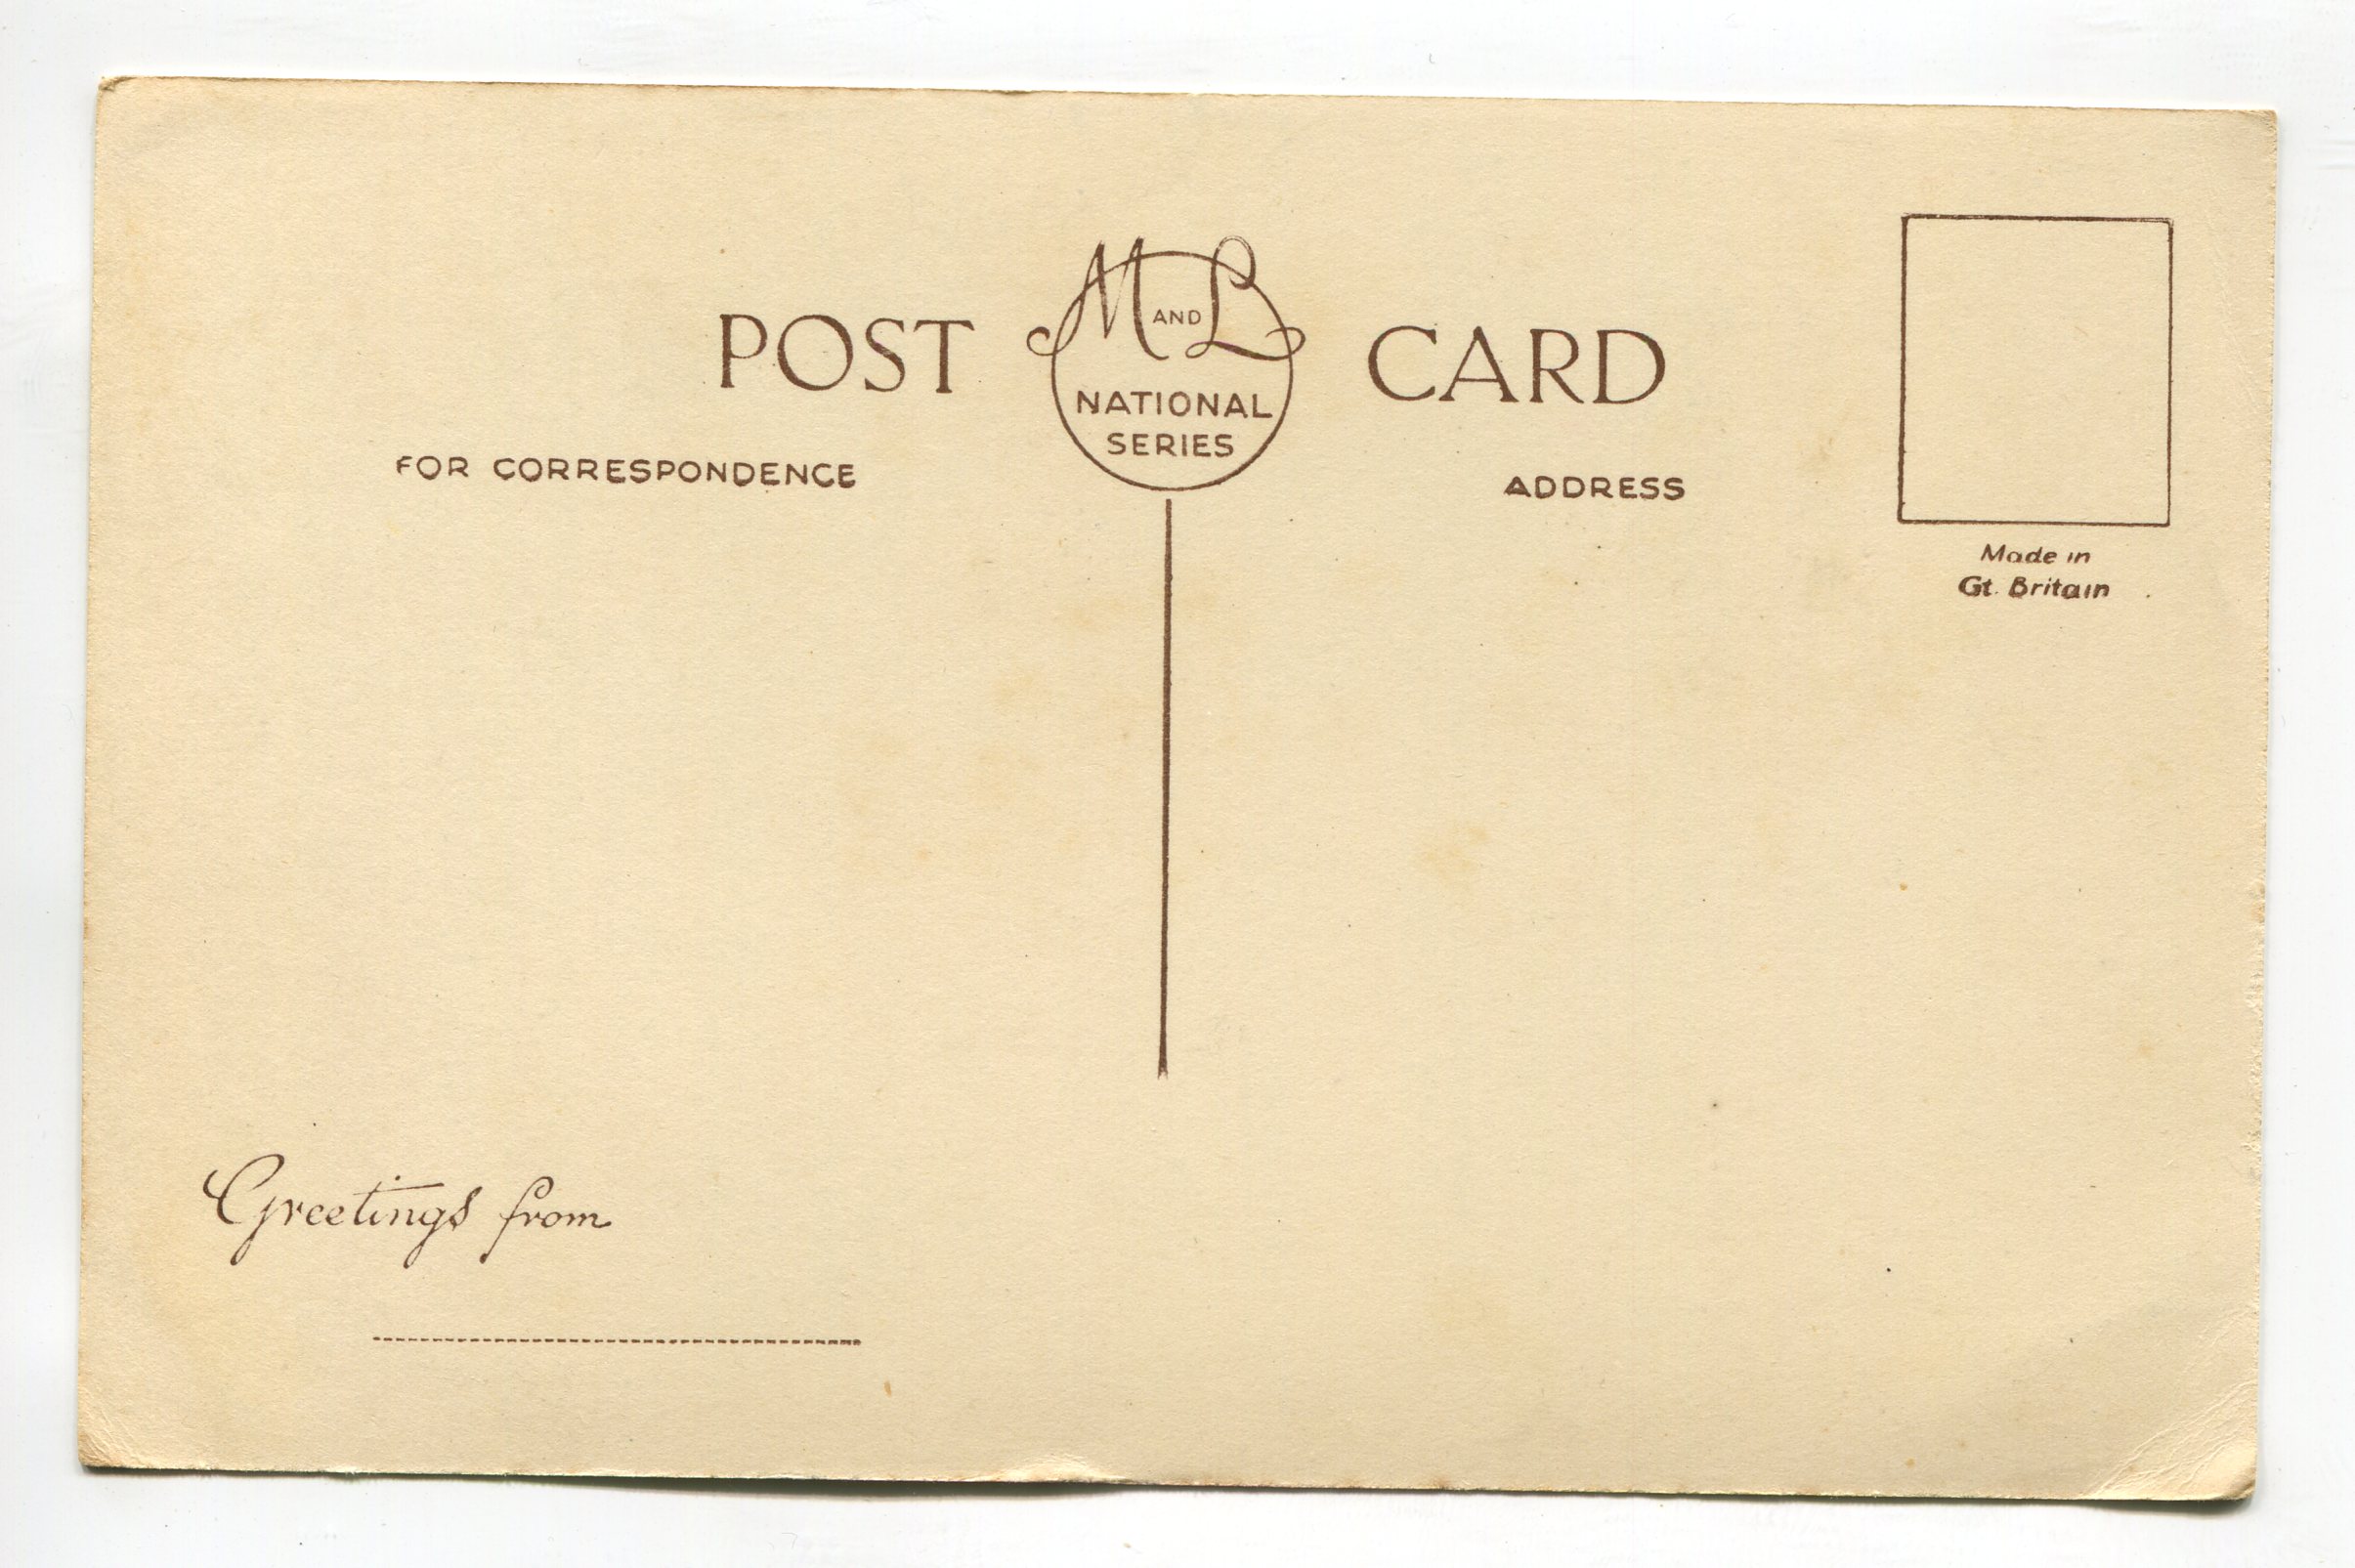 POST M AND L CARD
NATIONAL
SERIES
FOR CORRESPONDENCE
ADDRESS
Made in
Gt. Britain
Greetings from